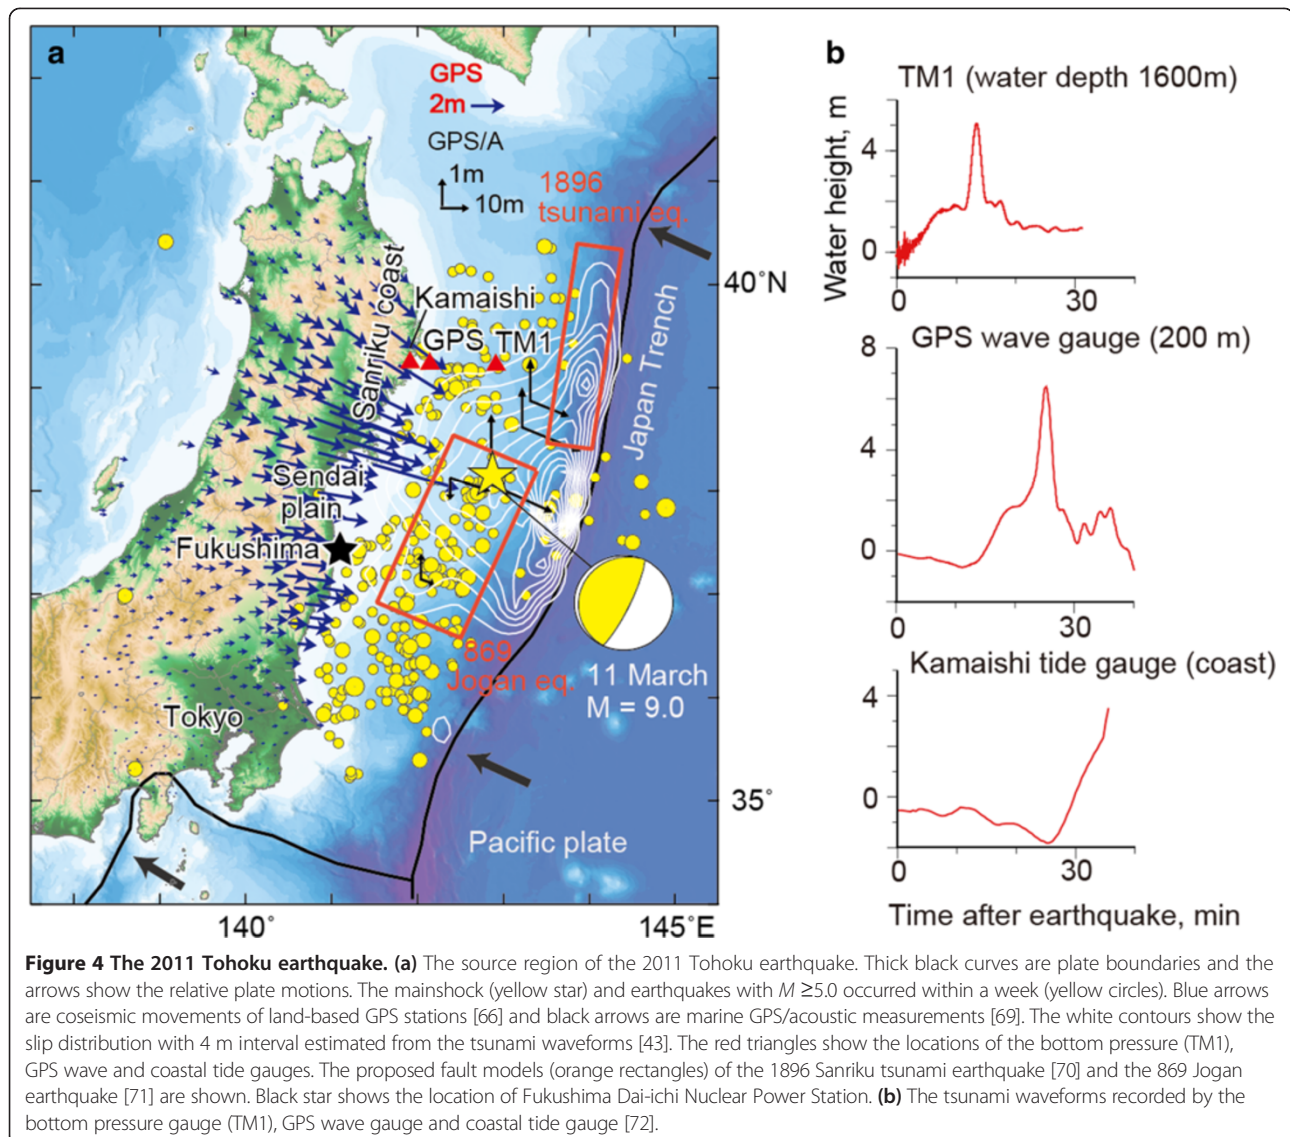 a
GPS
2m
GPS/A
1m
10m
1896
tsunami eq.
40˚N
Sanriku coast
Kamaishi
GPS TM1
Japan Trench
Sendai
plain
Fukushima
869
Jogan eq.
11 March
M = 9.0
Tokyo
35˚
Pacific plate
140˚
145˚E
b
TM1 (water depth 1600m)
Water height, m
4
0
0
30
GPS wave gauge (200 m)
8
4
0
0
30
Kamaishi tide gauge (coast)
4
0
0
30
Time after earthquake, min
Figure 4 The 2011 Tohoku earthquake. (a) The source region of the 2011 Tohoku earthquake. Thick black curves are plate boundaries and the
arrows show the relative plate motions. The mainshock (yellow star) and earthquakes with M ≥5.0 occurred within a week (yellow circles). Blue arrows
are coseismic movements of land-based GPS stations [66] and black arrows are marine GPS/acoustic measurements [69]. The white contours show the
slip distribution with 4 m interval estimated from the tsunami waveforms [43]. The red triangles show the locations of the bottom pressure (TM1),
GPS wave and coastal tide gauges. The proposed fault models (orange rectangles) of the 1896 Sanriku tsunami earthquake [70] and the 869 Jogan
earthquake [71] are shown. Black star shows the location of Fukushima Dai-ichi Nuclear Power Station. (b) The tsunami waveforms recorded by the
bottom pressure gauge (TM1), GPS wave gauge and coastal tide gauge [72].